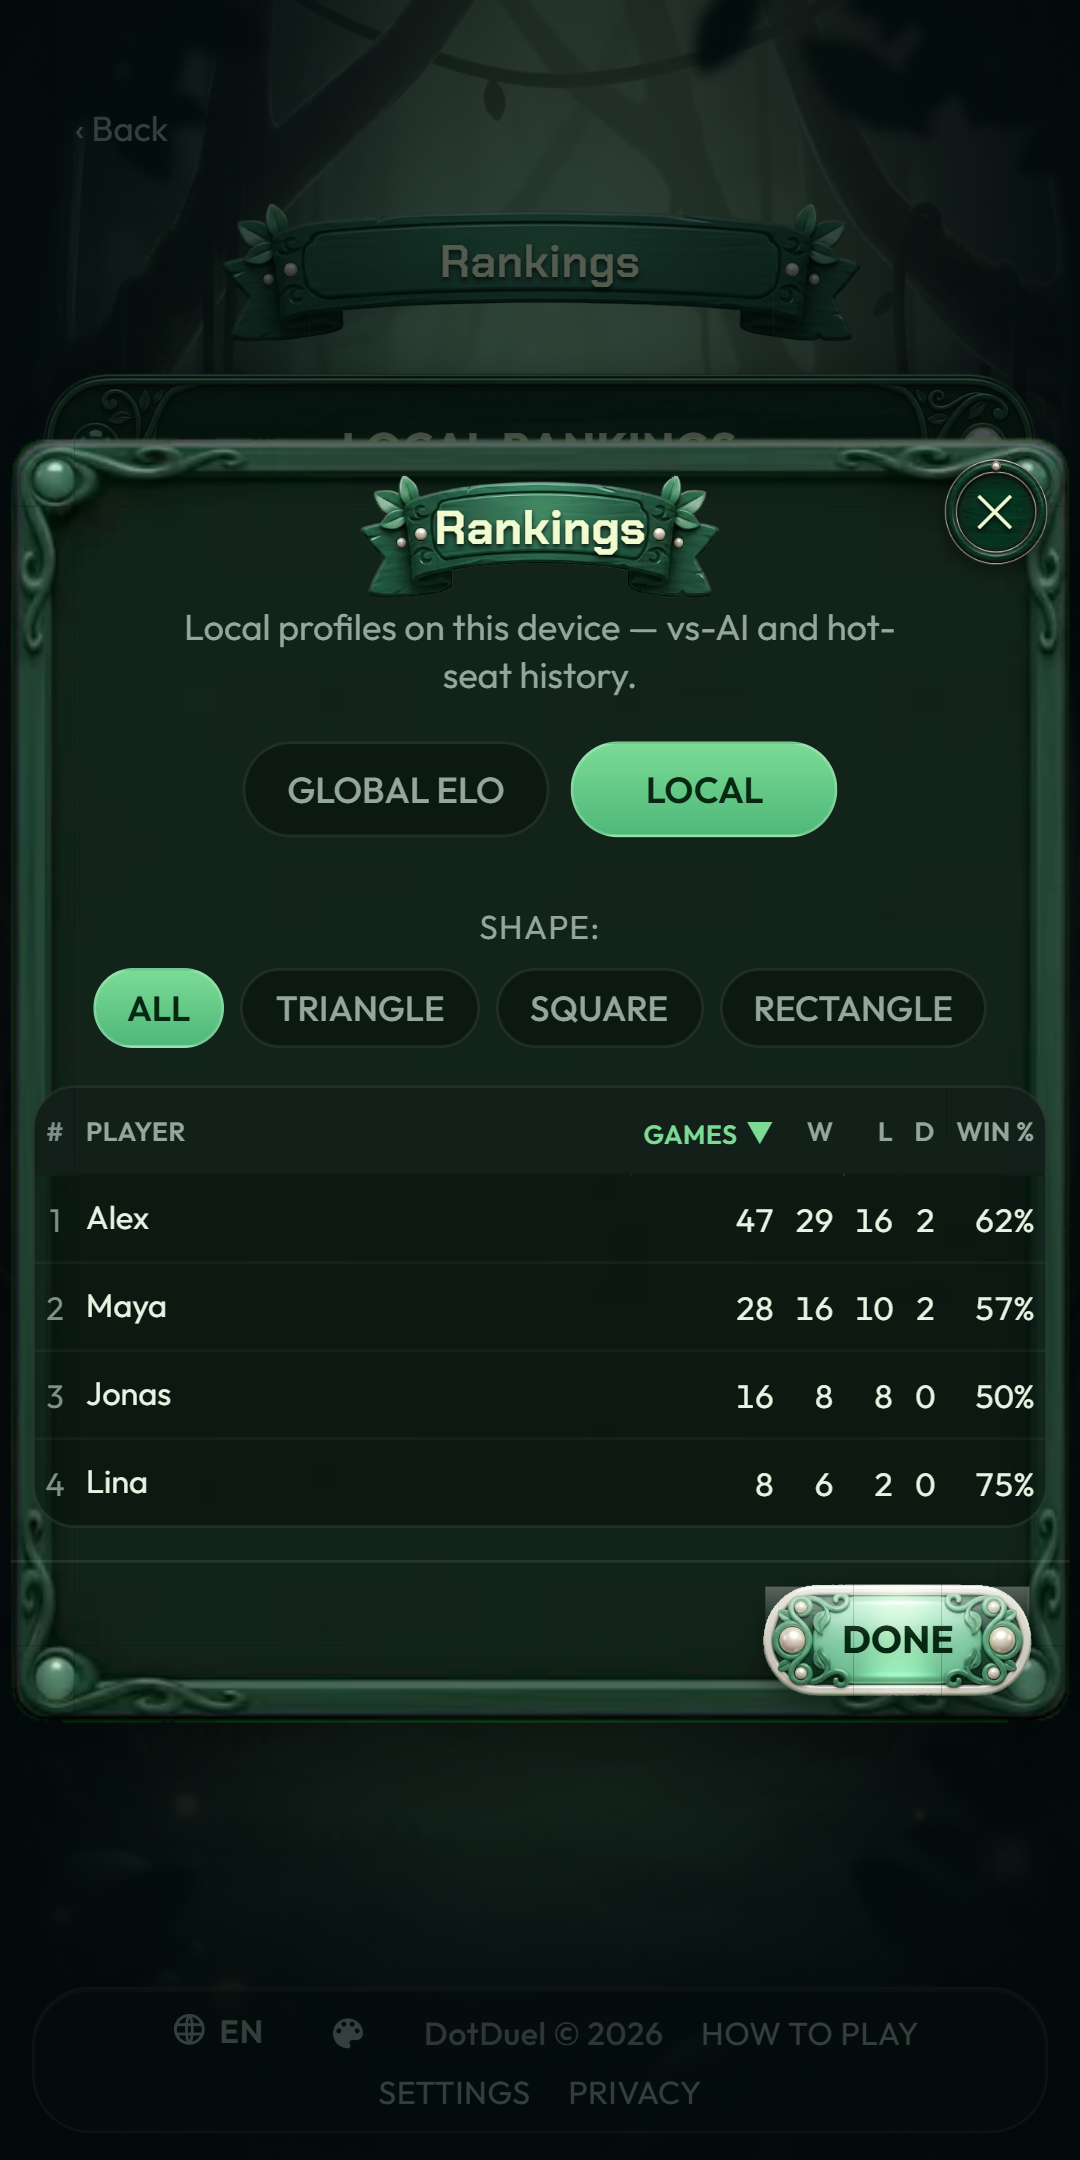 ‹ Back
Rankings
LOCAL RANKINGS
Rankings
Local profiles on this device — vs-AI and hot-
seat history.
GLOBAL ELO LOCAL
SHAPE:
ALL TRIANGLE SQUARE RECTANGLE
# PLAYER GAMES ▼ W L D WIN %
1 Alex 47 29 16 2 62%
2 Maya 28 16 10 2 57%
3 Jonas 16 8 8 0 50%
4 Lina 8 6 2 0 75%
DONE
EN DotDuel © 2026 HOW TO PLAY
SETTINGS PRIVACY